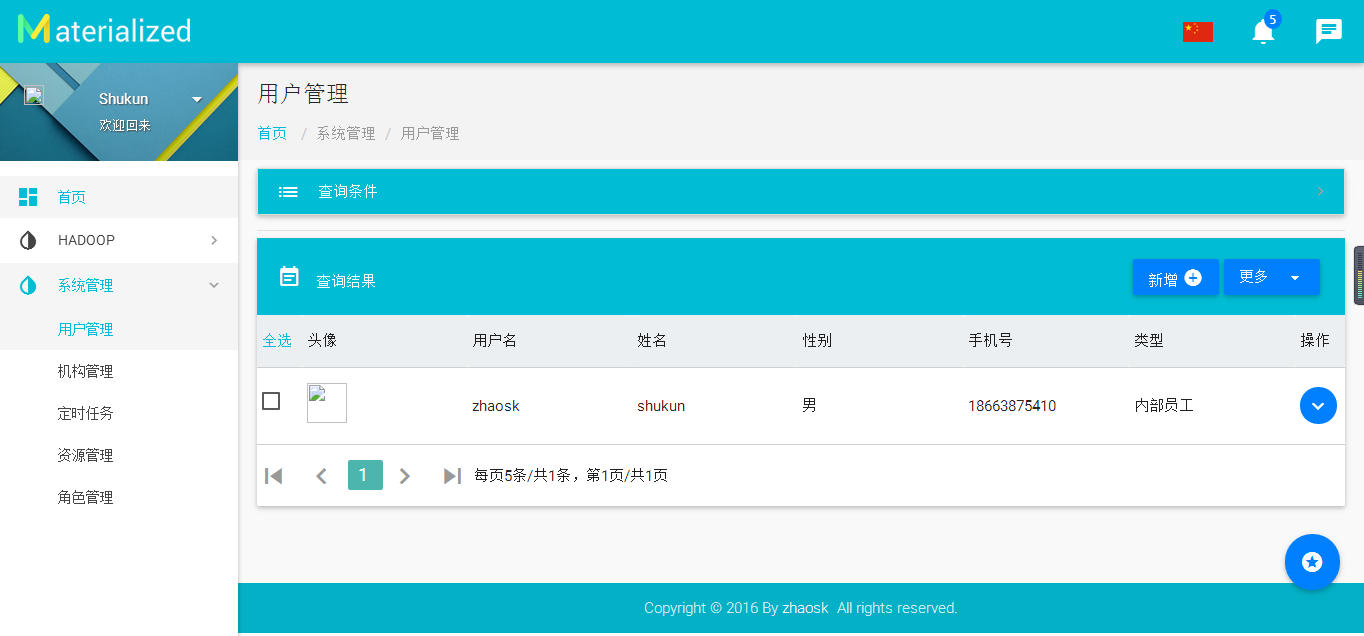 Materialized
5
Shukun
欢迎回来
首页
HADOOP
系统管理
用户管理
机构管理
定时任务
资源管理
角色管理
用户管理
首页 / 系统管理 / 用户管理
查询条件
查询结果 新增 更多
全选 头像 用户名 姓名 性别 手机号 类型 操作
zhaosk shukun 男 18663875410 内部员工
1 每页5条/共1条，第1页/共1页
Copyright © 2016 By zhaosk All rights reserved.